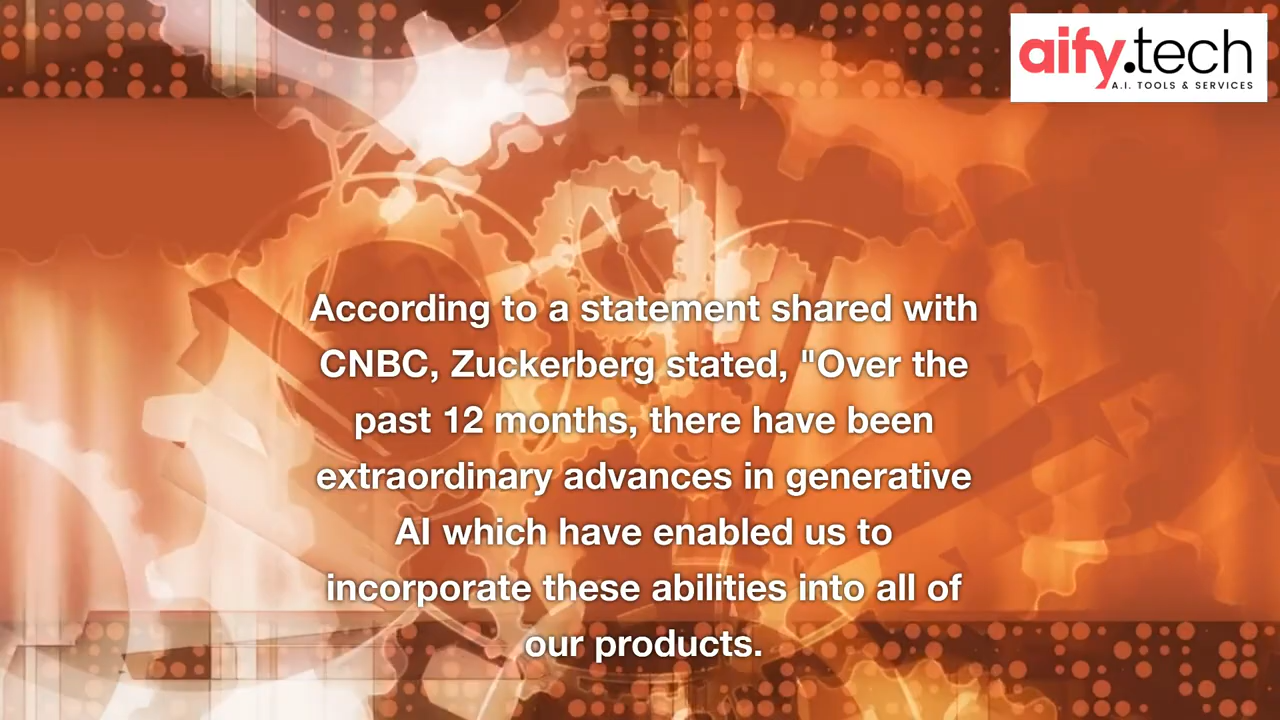 aify.tech
A.I. TOOLS & SERVICES
According to a statement shared with
CNBC, Zuckerberg stated, "Over the
past 12 months, there have been
extraordinary advances in generative
AI which have enabled us to
incorporate these abilities into all of
our products.